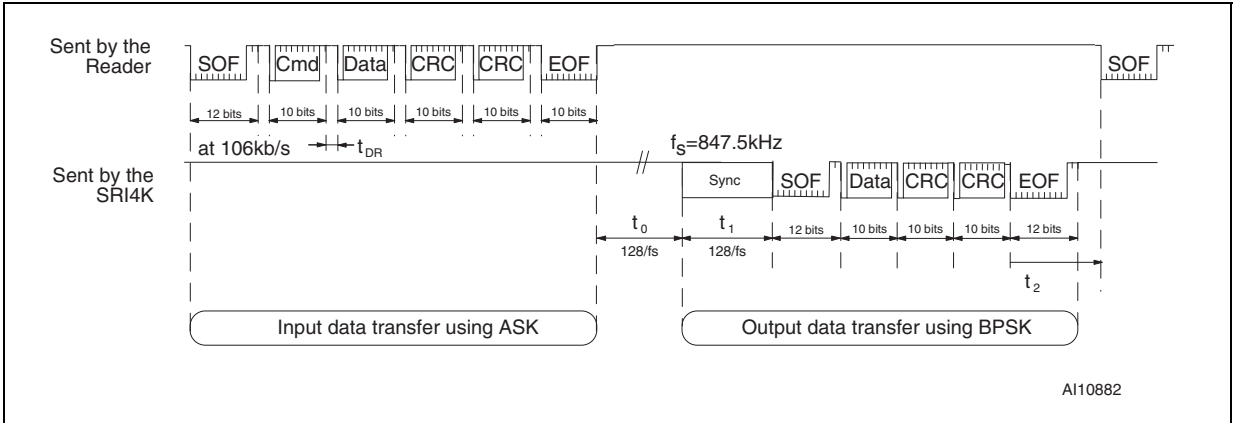 Sent by the
Reader
SOF Cmd Data CRC CRC EOF SOF
12 bits 10 bits 10 bits 10 bits 10 bits 10 bits
at 106kb/s tDR fS=847.5kHz
Sent by the
SRI4K
Sync SOF Data CRC CRC EOF
t0 t1 12 bits 10 bits 10 bits 10 bits 12 bits
128/fs 128/fs
t2
Input data transfer using ASK Output data transfer using BPSK
AI10882